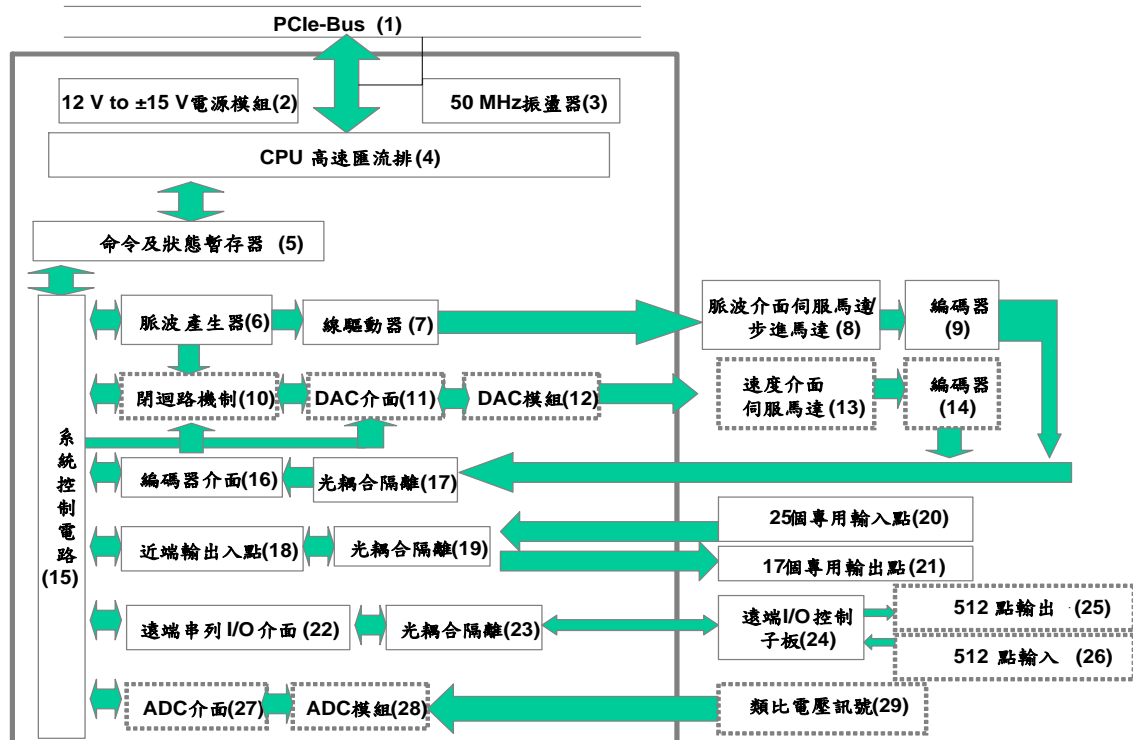 PCIe-Bus (1)
12 V to ±15 V電源模組(2)
50 MHz振盪器(3)
CPU 高速匯流排(4)
命令及狀態暫存器 (5)
脈波產生器(6)
線驅動器(7)
脈波介面伺服馬達/
步進馬達(8)
編碼器
(9)
閉迴路機制(10)
DAC介面(11)
DAC模組(12)
速度介面
伺服馬達(13)
編碼器
(14)
系
統
控
制
電
路
(15)
編碼器介面(16)
光耦合隔離(17)
近端輸出入點(18)
光耦合隔離(19)
25個專用輸入點(20)
17個專用輸出點(21)
遠端串列 I/O 介面 (22)
光耦合隔離(23)
遠端I/O控制
子板(24)
512 點輸出 (25)
512 點輸入 (26)
ADC介面(27)
ADC模組(28)
類比電壓訊號(29)